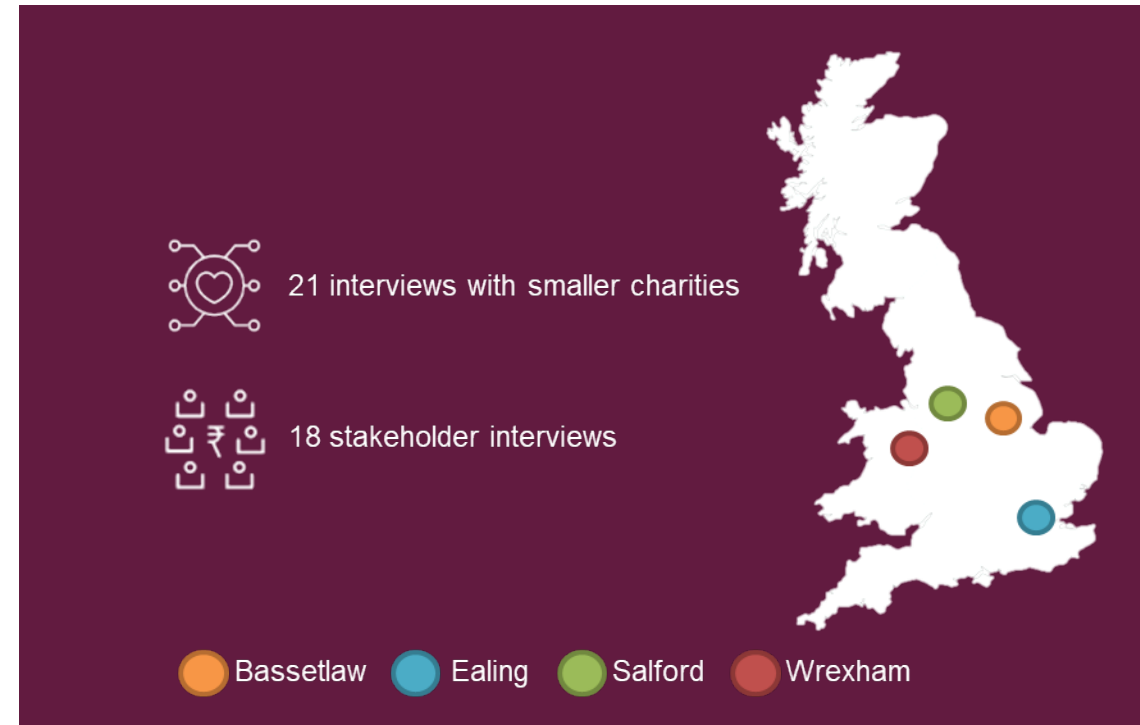 21 interviews with smaller charities
₹
18 stakeholder interviews
Bassetlaw Ealing Salford Wrexham